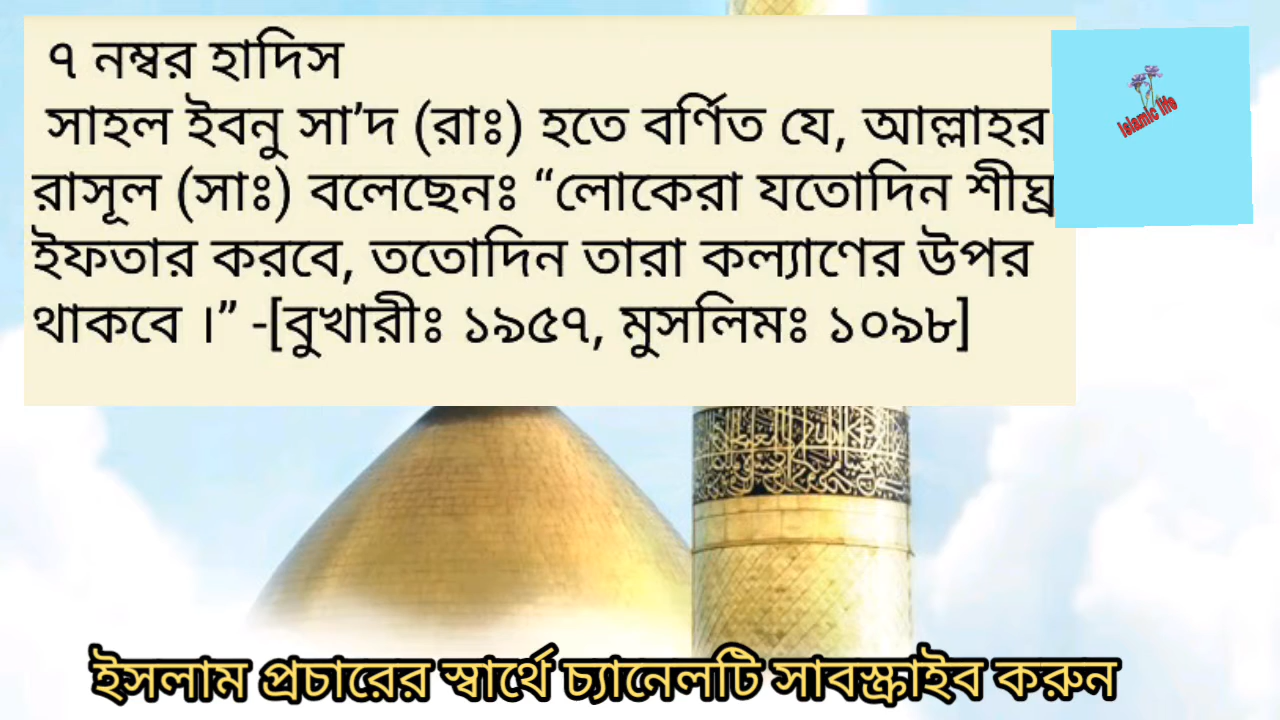 ৭ নম্বর হাদিস
সাহল ইবনু সা’দ (রাঃ) হতে বর্ণিত যে, আল্লাহর
রাসূল (সাঃ) বলেছেনঃ “লোকেরা যতোদিন শীঘ্র
ইফতার করবে, ততোদিন তারা কল্যাণের উপর
থাকবে ।” -[বুখারীঃ ১৯৫৭, মুসলিমঃ ১০৯৮]
Islamic life
ইসলাম প্রচারের স্বার্থে চ্যানেলটি সাবস্ক্রাইব করুন